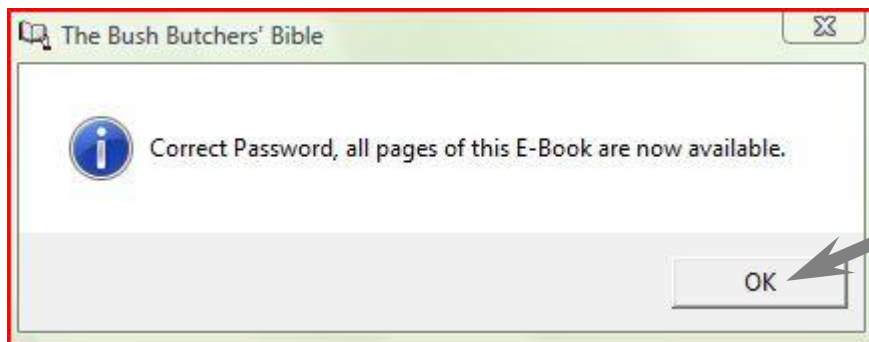 The Bush Butchers' Bible
Correct Password, all pages of this E-Book are now available.
OK